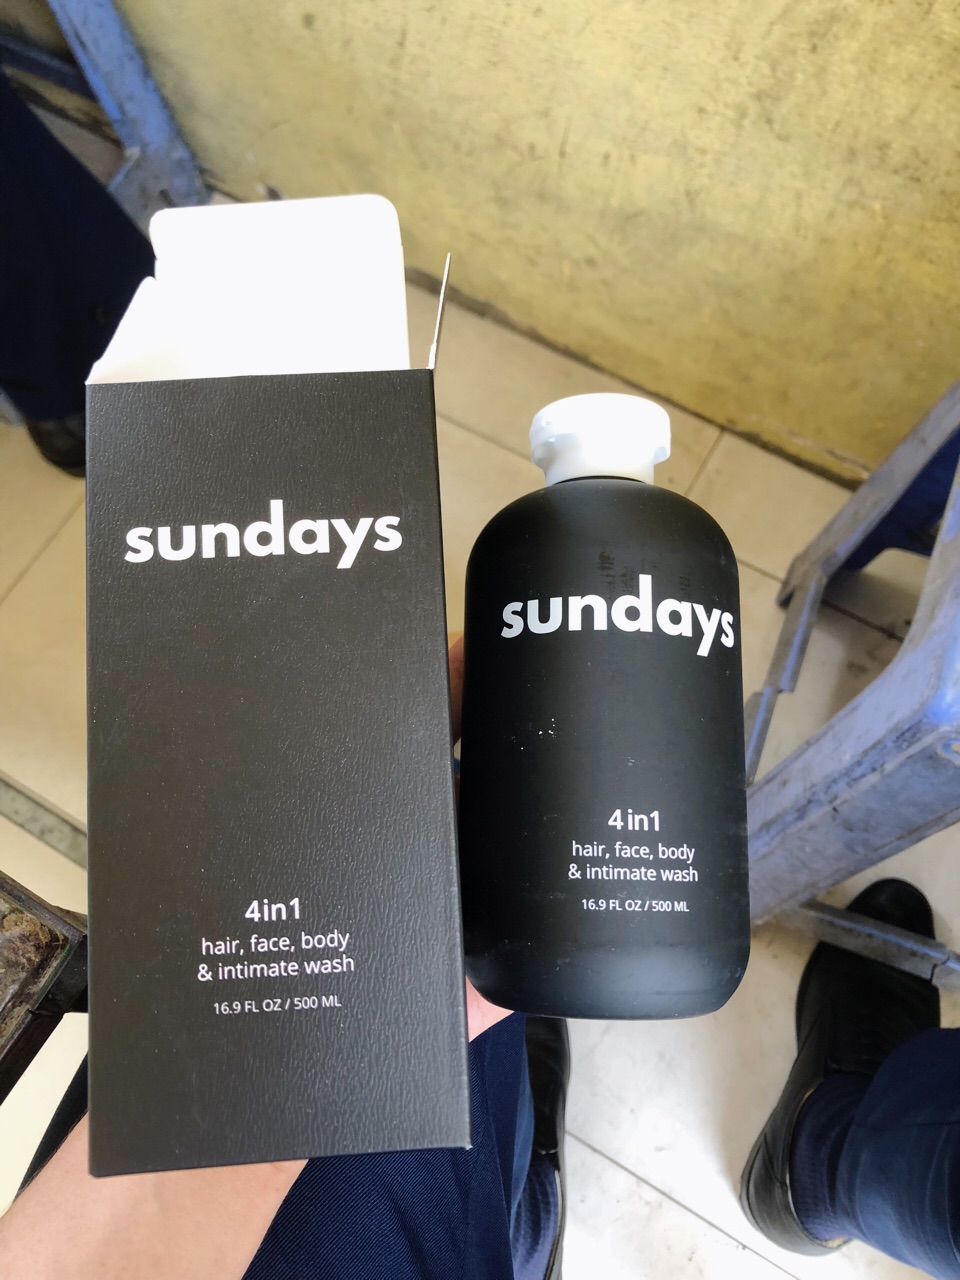 sundays
4in1
hair, face, body
& intimate wash
16.9 FL OZ / 500 ML
sundays
4in1
hair, face, body
& intimate wash
16.9 FL OZ / 500 ML